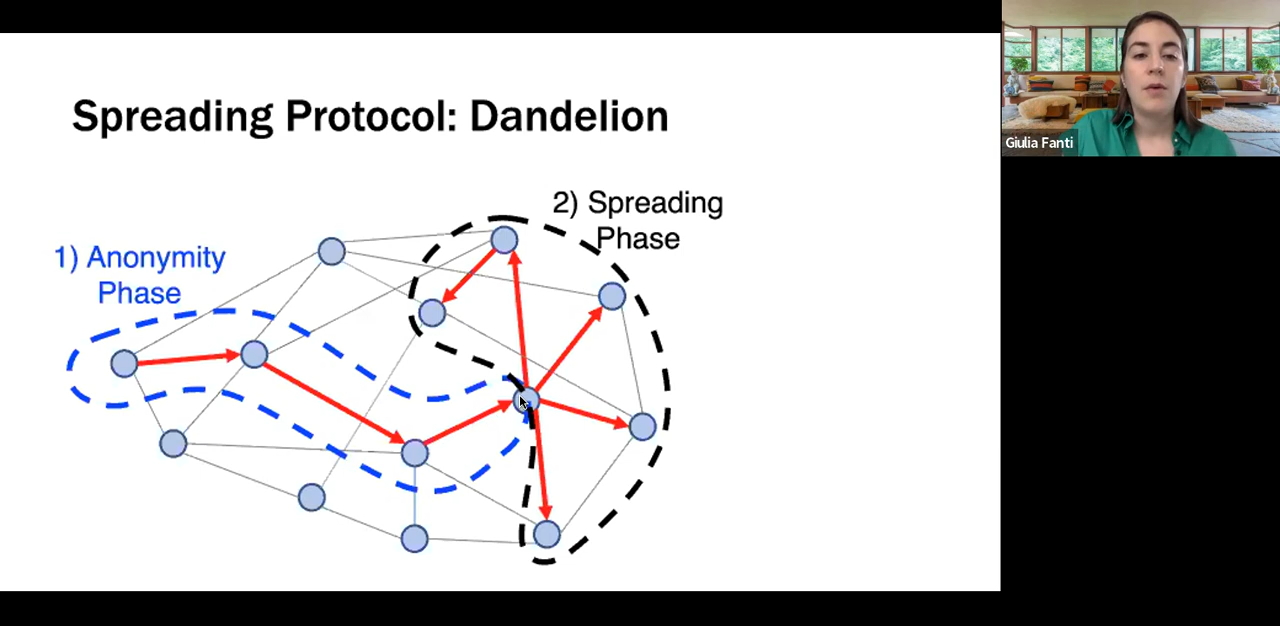 Spreading Protocol: Dandelion
2) Spreading
Phase
1) Anonymity
Phase
Giulia Fanti